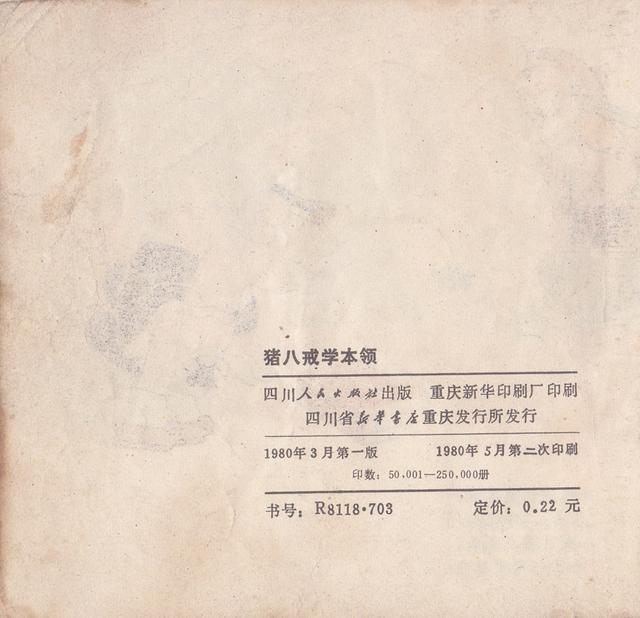 猪八戒学本领
四川人民出版社出版 重庆新华印刷厂印刷
四川省新华书店重庆发行所发行
1980年3月第一版 1980年5月第二次印刷
印数：50,001—250,000册
书号：R8118·703 定价：0.22元